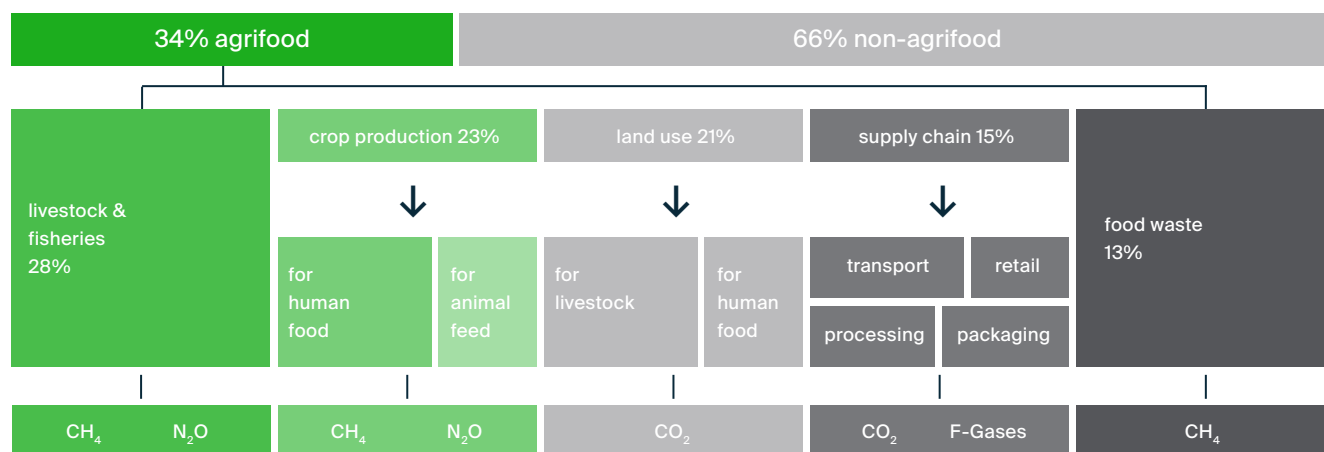 34% agrifood
66% non-agrifood
livestock &
fisheries
28%
crop production 23%
for
human
food
for
animal
feed
land use 21%
for
livestock
for
human
food
supply chain 15%
transport
retail
processing
packaging
food waste
13%
CH₄ N₂O
CH₄ N₂O
CO₂
CO₂ F-Gases
CH₄